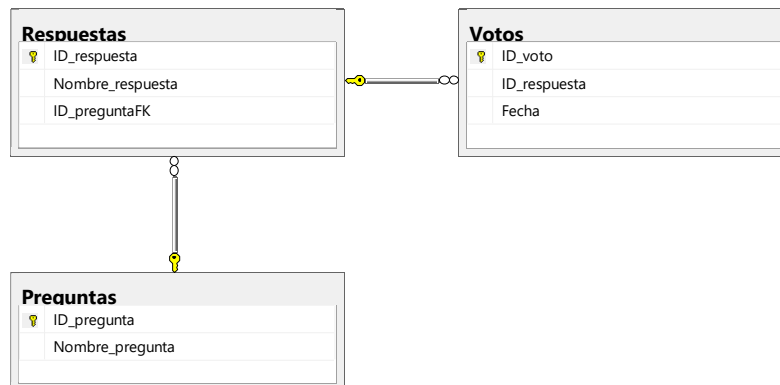 Respuestas
ID_respuesta
Nombre_respuesta
ID_preguntaFK
Votos
ID_voto
ID_respuesta
Fecha
Preguntas
ID_pregunta
Nombre_pregunta